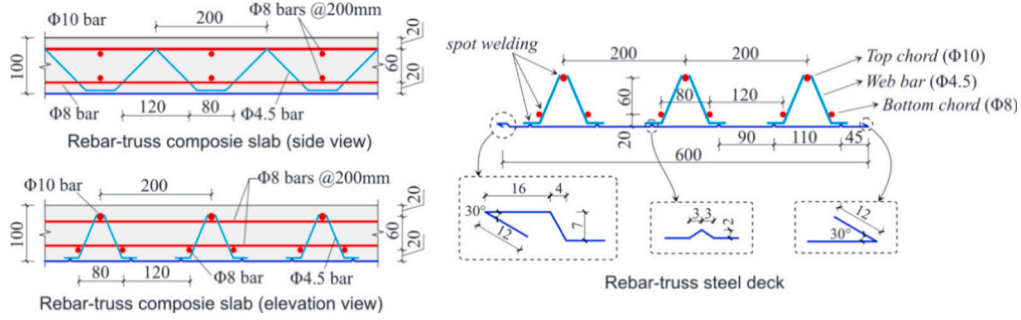 Φ10 bar
200
Φ8 bars @200mm
20
100
60
20
Φ8 bar
120
80
Φ4.5 bar
Rebar-truss composie slab (side view)
Φ10 bar
200
Φ8 bars @200mm
20
100
60
20
80
120
Φ8 bar
Φ4.5 bar
Rebar-truss composie slab (elevation view)
spot welding
200
200
Top chord (Φ10)
Web bar (Φ4.5)
Bottom chord (Φ8)
60
80
120
20
90
110
45
600
16
4
30°
12
7
3
3
2
12
30°
Rebar-truss steel deck